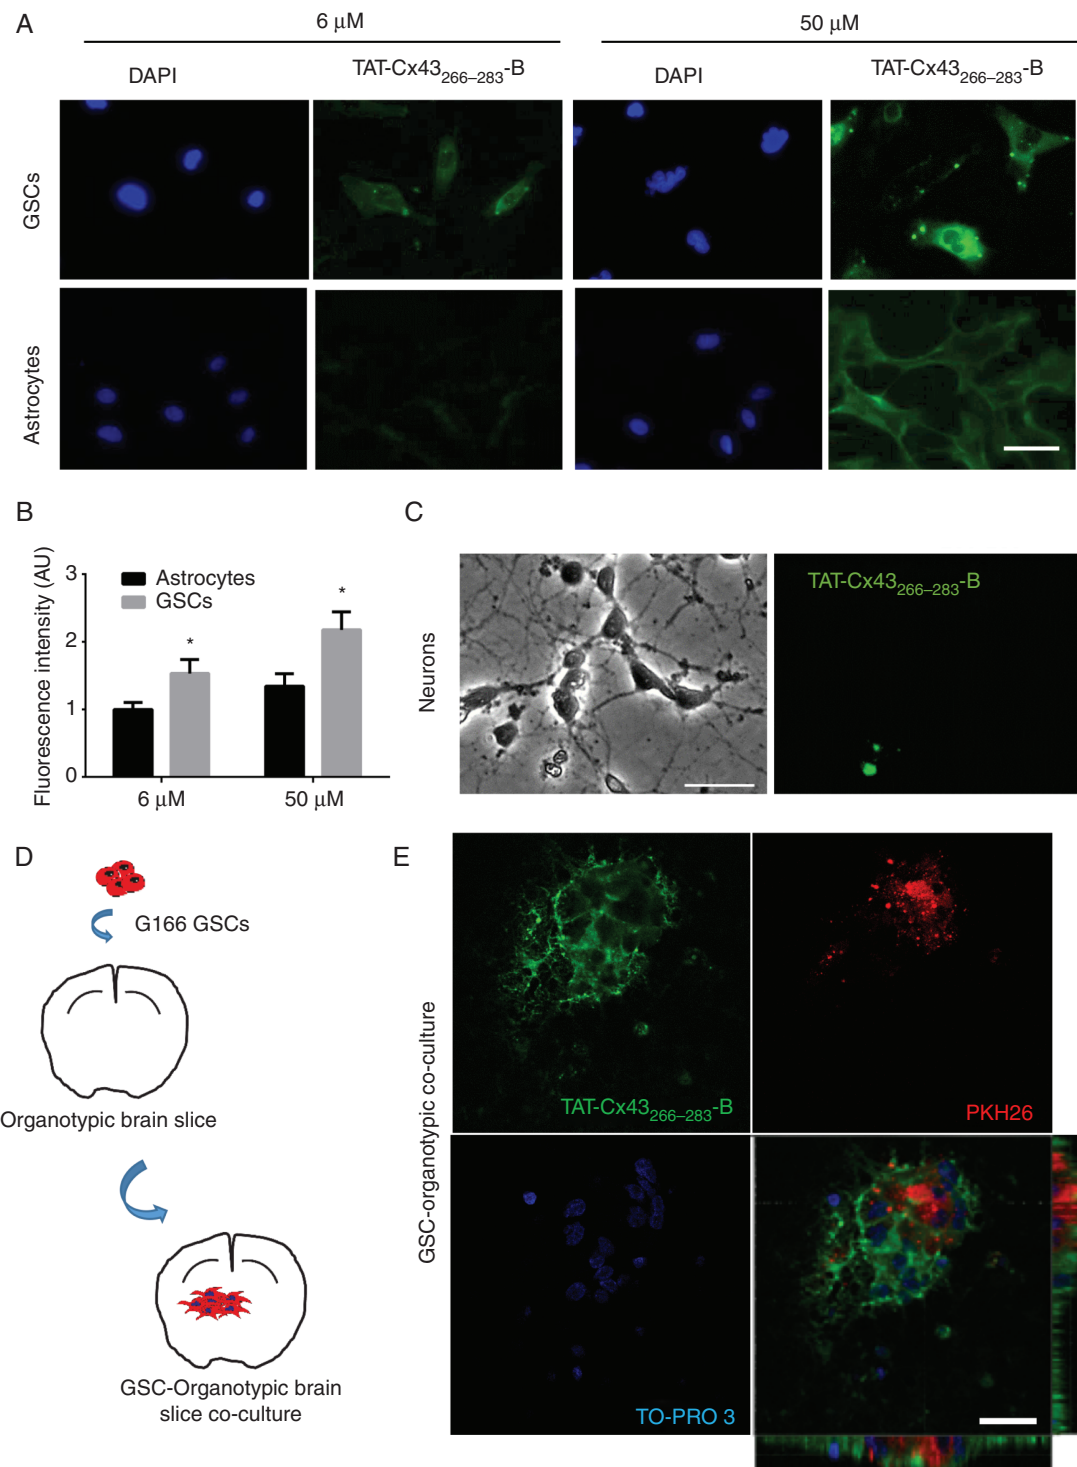 A
6 μM
50 μM
DAPI
TAT-Cx43266–283-B
DAPI
TAT-Cx43266–283-B
GSCs
Astrocytes
B
Fluorescence intensity (AU)
3
2
1
0
Astrocytes
GSCs
*
*
6 μM
50 μM
C
Neurons
TAT-Cx43266–283-B
D
G166 GSCs
Organotypic brain slice
GSC-Organotypic brain
slice co-culture
E
GSC-organotypic co-culture
TAT-Cx43266–283-B
PKH26
TO-PRO 3